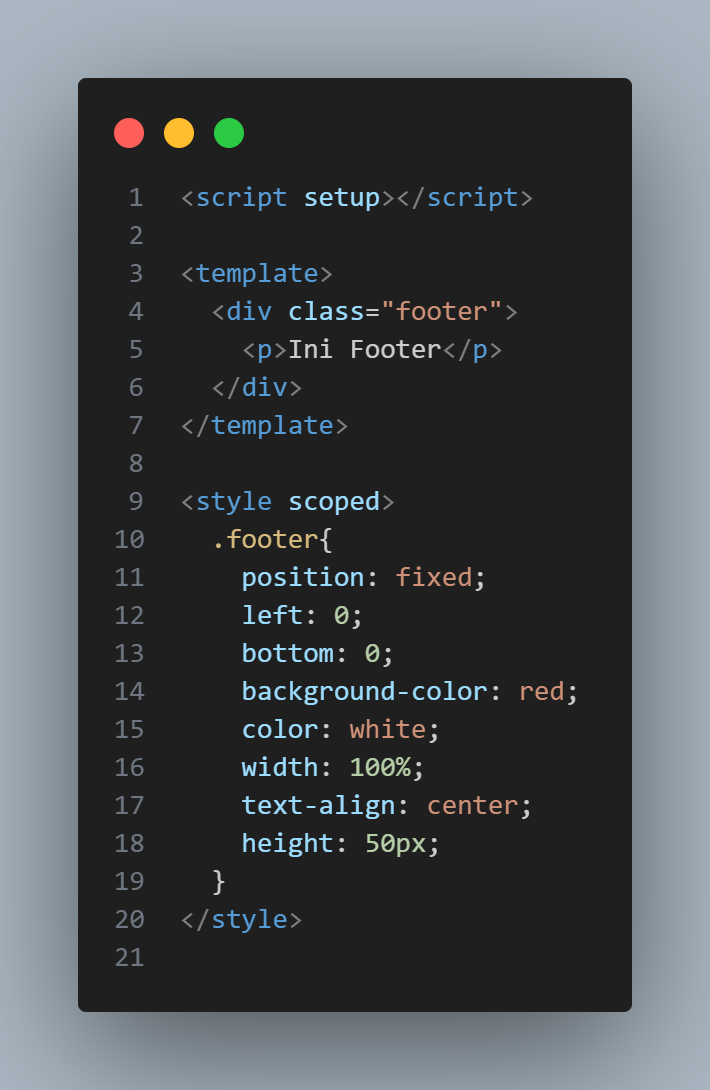 1 <script setup></script>
2
3 <template>
4   <div class="footer">
5     <p>Ini Footer</p>
6   </div>
7 </template>
8
9 <style scoped>
10   .footer{
11     position: fixed;
12     left: 0;
13     bottom: 0;
14     background-color: red;
15     color: white;
16     width: 100%;
17     text-align: center;
18     height: 50px;
19   }
20 </style>
21